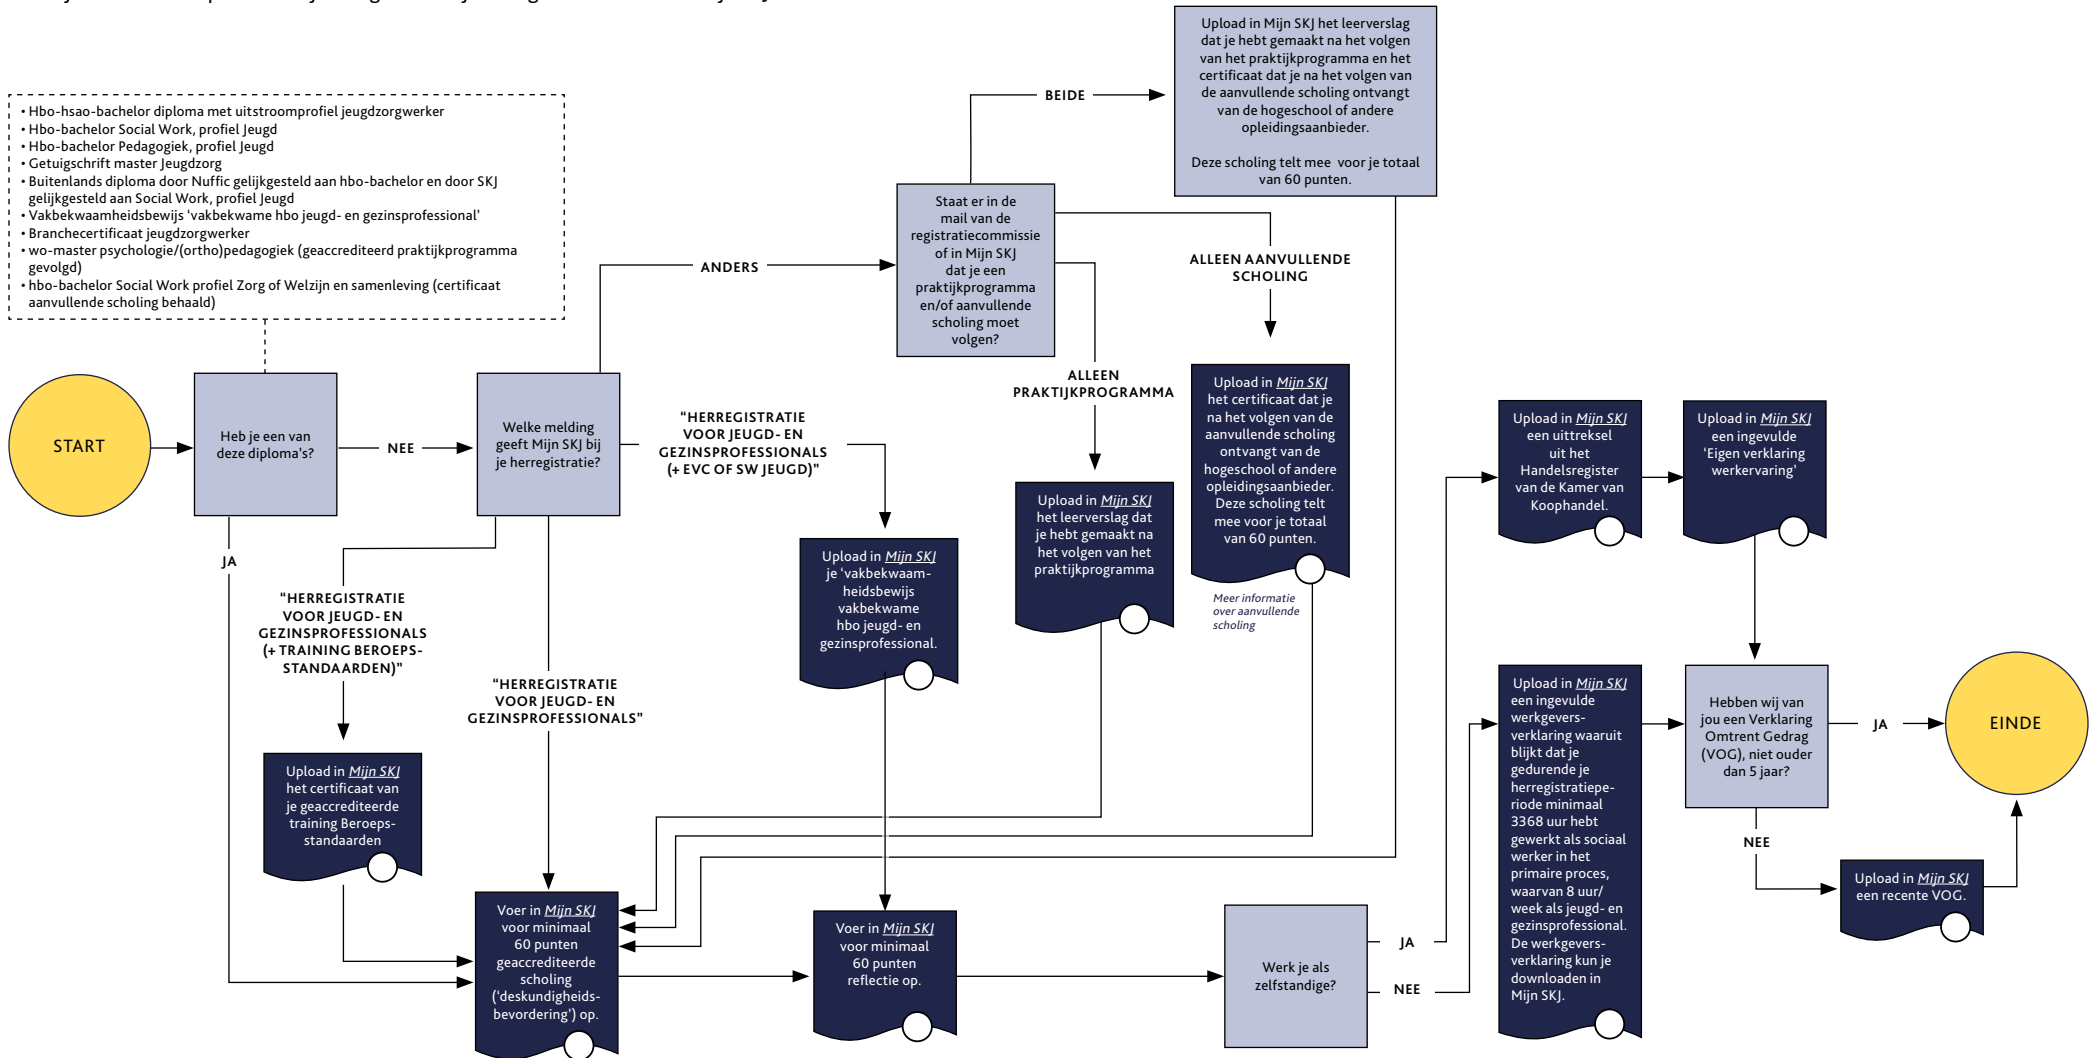 Upload in Mijn SKJ het leerverslag
dat je hebt gemaakt na het volgen
van het praktijkprogramma en het
certificaat dat je na het volgen van
de aanvullende scholing ontvangt
van de hogeschool of andere
opleidingsaanbieder.
Deze scholing telt mee voor je totaal
van 60 punten.
BEIDE
• Hbo-hsao-bachelor diploma met uitstroomprofiel jeugdzorgwerker
• Hbo-bachelor Social Work, profiel Jeugd
• Hbo-bachelor Pedagogiek, profiel Jeugd
• Getuigschrift master Jeugdzorg
• Buitenlands diploma door Nuffic gelijkgesteld aan hbo-bachelor en door SKJ
gelijkgesteld aan Social Work, profiel Jeugd
• Vakbekwaamheidsbewijs 'vakbekwame hbo jeugd- en gezinsprofessional'
• Branchecertificaat jeugdzorgwerker
• wo-master psychologie/(ortho)pedagogiek (geaccrediteerd praktijkprogramma
gevolgd)
• hbo-bachelor Social Work profiel Zorg of Welzijn en samenleving (certificaat
aanvullende scholing behaald)
Staat er in de
mail van de
registratiecommissie
of in Mijn SKJ
dat je een
praktijkprogramma
en/of aanvullende
scholing moet
volgen?
ANDERS
ALLEEN AANVULLENDE
SCHOLING
ALLEEN
PRAKTIJKPROGRAMMA
START
Heb je een van
deze diploma's?
NEE
Welke melding
geeft Mijn SKJ bij
je herregistratie?
"HERREGISTRATIE
VOOR JEUGD- EN
GEZINSPROFESSIONALS
(+ EVC OF SW JEUGD)"
Upload in Mijn SKJ
het certificaat dat je
na het volgen van de
aanvullende scholing
ontvangt van de
hogeschool of andere
opleidingsaanbieder.
Deze scholing telt
mee voor je totaal
van 60 punten.
Meer informatie
over aanvullende
scholing
Upload in Mijn SKJ
een uittreksel
uit het
Handelsregister
van de Kamer van
Koophandel.
Upload in Mijn SKJ
een ingevulde
'Eigen verklaring
werkervaring'
Upload in Mijn SKJ
het leerverslag dat
je hebt gemaakt na
het volgen van het
praktijkprogramma
Upload in Mijn SKJ
je 'vakbekwaam-
heidsbewijs
vakbekwame
hbo jeugd- en
gezinsprofessional.
JA
"HERREGISTRATIE
VOOR JEUGD- EN
GEZINSPROFESSIONALS
(+ TRAINING BEROEPS-
STANDAARDEN)"
"HERREGISTRATIE
VOOR JEUGD- EN
GEZINSPROFESSIONALS"
Upload in Mijn SKJ
het certificaat van
je geaccrediteerde
training Beroeps-
standaarden
Upload in Mijn SKJ
een ingevulde
werkgevers-
verklaring waaruit
blijkt dat je
gedurende je
herregistratiepe-
riode minimaal
3368 uur hebt
gewerkt als sociaal
werker in het
primaire proces,
waarvan 8 uur/
week als jeugd- en
gezinsprofessional.
De werkgevers-
verklaring kun je
downloaden in
Mijn SKJ.
Hebben wij van
jou een Verklaring
Omtrent Gedrag
(VOG), niet ouder
dan 5 jaar?
JA
EINDE
NEE
Upload in Mijn SKJ
een recente VOG.
Voer in Mijn SKJ
voor minimaal
60 punten
geaccrediteerde
scholing
('deskundigheids-
bevordering') op.
Voer in Mijn SKJ
voor minimaal
60 punten
reflectie op.
Werk je als
zelfstandige?
JA
NEE